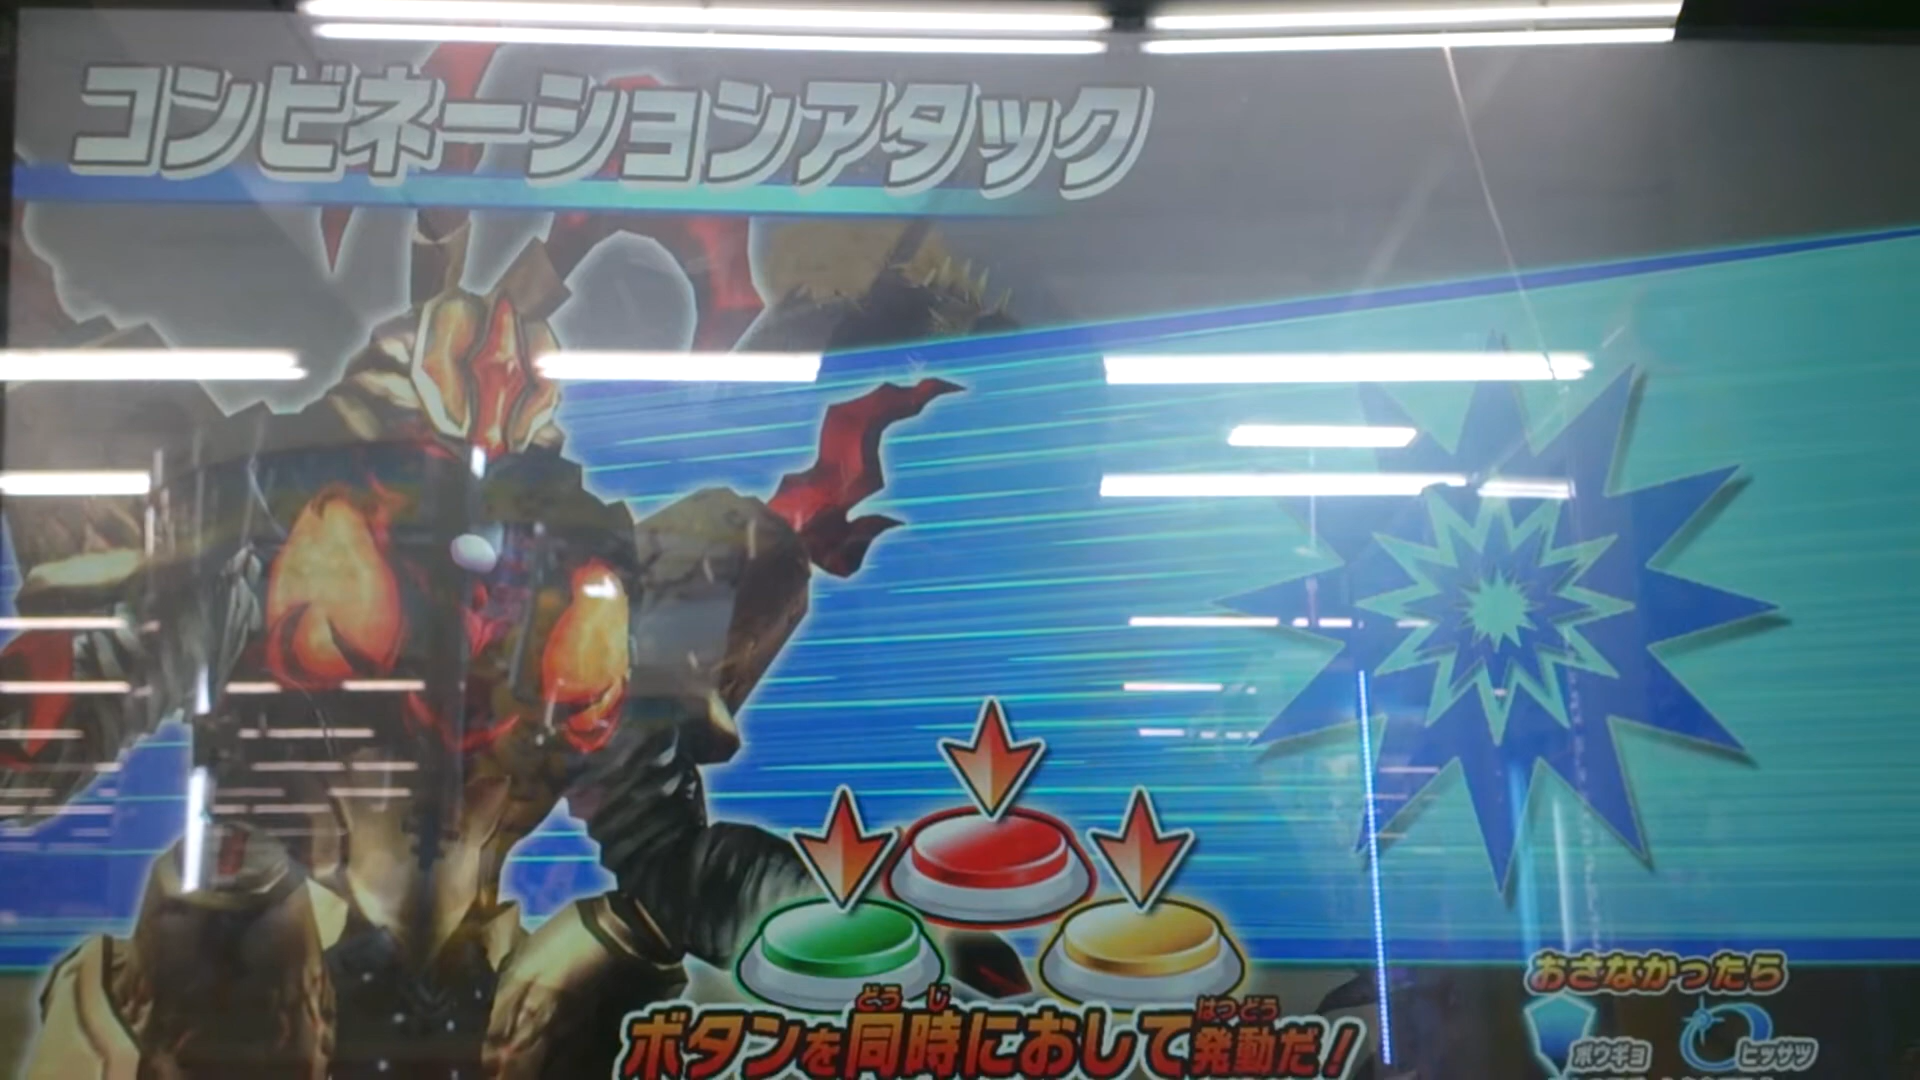 コンビネーションアタック
どうじ
はつどう
ボタンを同時におして発動だ!
おさなかったら
ボウギョ
ヒッサツ